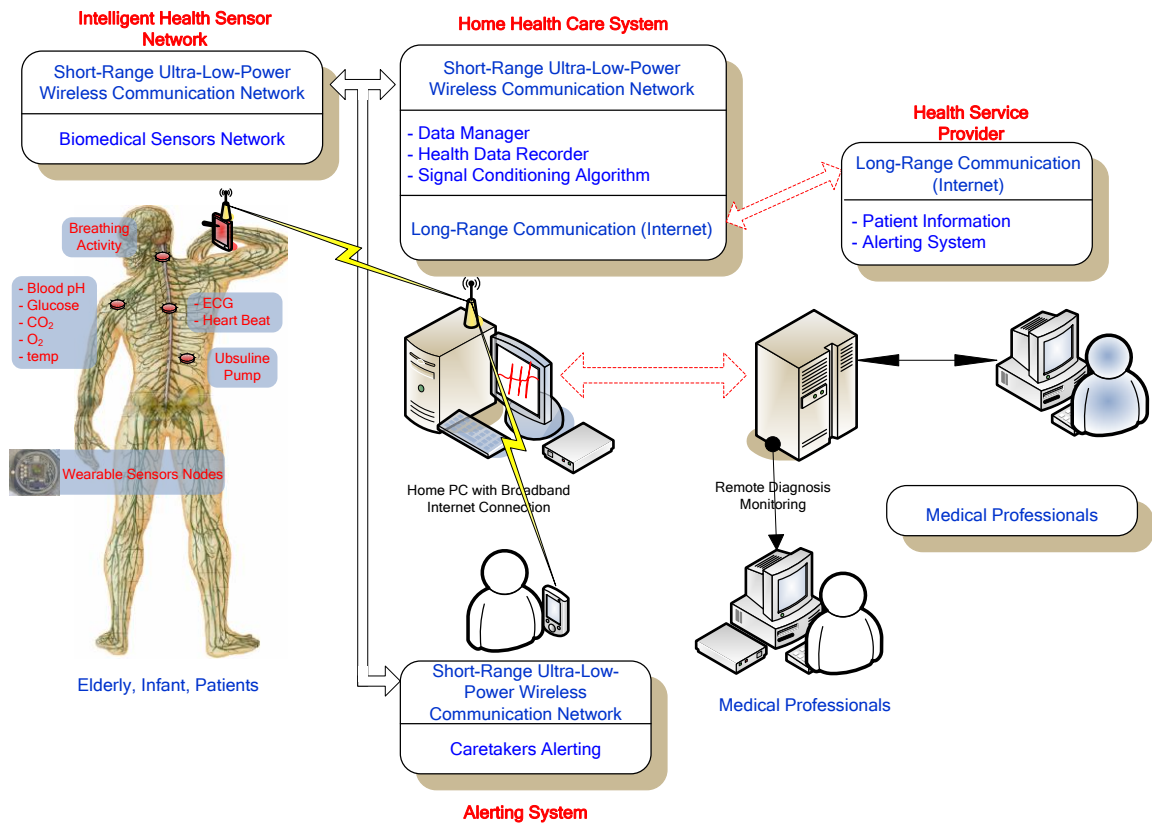 Intelligent Health Sensor
Network
Short-Range Ultra-Low-Power
Wireless Communication Network
Biomedical Sensors Network
Home Health Care System
Short-Range Ultra-Low-Power
Wireless Communication Network
- Data Manager
- Health Data Recorder
- Signal Conditioning Algorithm
Long-Range Communication (Internet)
Health Service
Provider
Long-Range Communication
(Internet)
- Patient Information
- Alerting System
Breathing
Activity
- Blood pH
- Glucose
- CO₂
- O₂
- temp
- ECG
- Heart Beat
Ubsuline
Pump
Wearable Sensors Nodes
Elderly, Infant, Patients
Home PC with Broadband
Internet Connection
Remote Diagnosis
Monitoring
Medical Professionals
Medical Professionals
Short-Range Ultra-Low-
Power Wireless
Communication Network
Caretakers Alerting
Alerting System